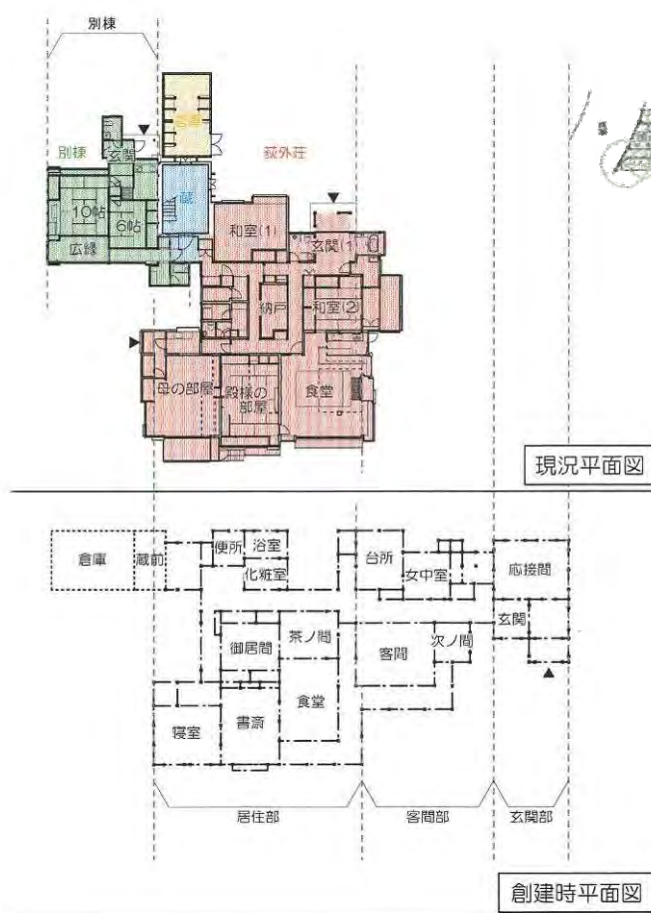 別棟
別棟
荻外荘
玄関
蔵
10帖
6帖
広縁
和室(1)
玄関(1)
納戸
和室(2)
母の部屋
殿様の
部屋
食堂
現況平面図
倉庫
蔵前
便所
浴室
化粧室
台所
女中室
応接間
玄関
御居間
茶ノ間
客間
次ノ間
寝室
書斎
食堂
居住部
客間部
玄関部
創建時平面図